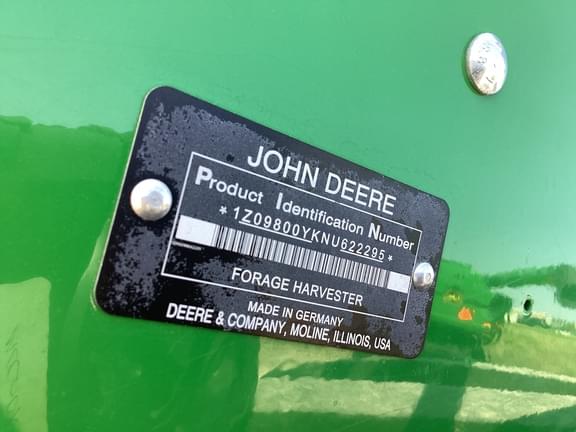 JOHN DEERE
Product Identification Number
*1Z09800YKNU622295*
FORAGE HARVESTER
MADE IN GERMANY
DEERE & COMPANY, MOLINE, ILLINOIS, USA